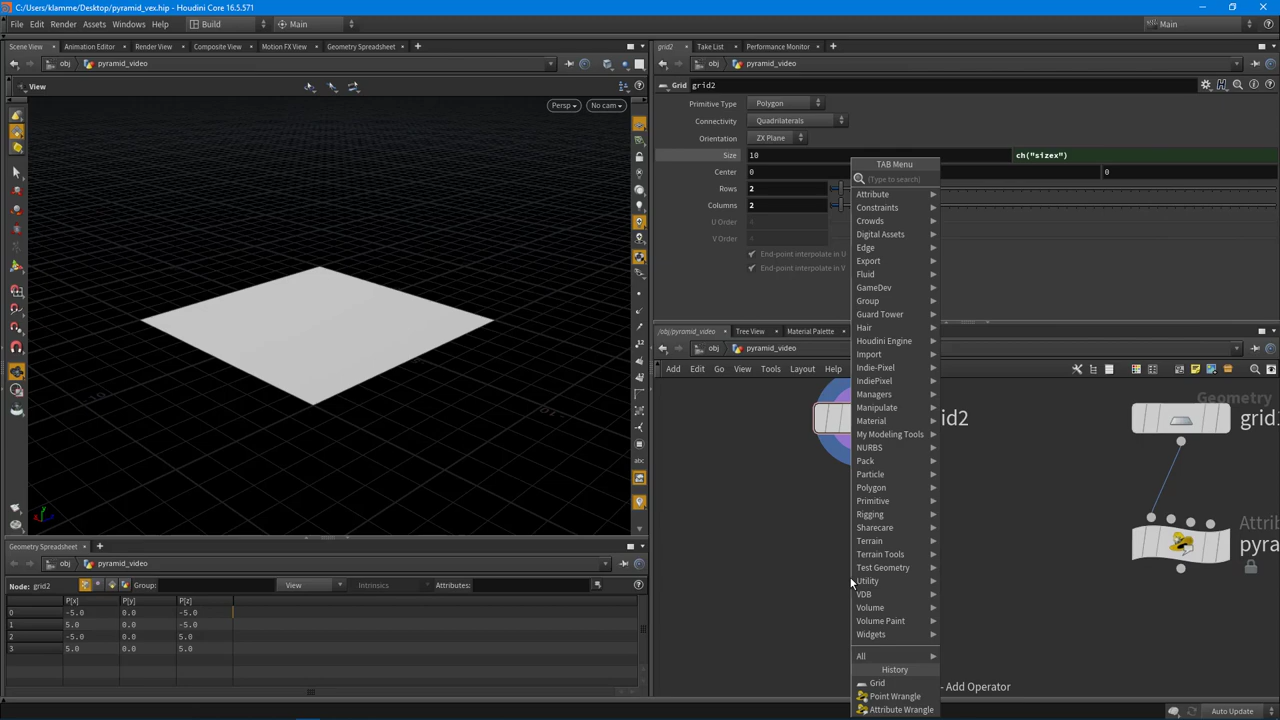 C:/Users/klamme/Desktop/pyramid_vex.hip - Houdini Core 16.5.571
File Edit Render Assets Windows Help Build Main Main
Scene View Animation Editor Render View Composite View Motion FX View Geometry Spreadsheet
obj pyramid_video
View
Persp No cam
abc
Geometry Spreadsheet
obj pyramid_video
Node: grid2 Group: View Intrinsics Attributes:
P[x] P[y] P[z]
0 -5.0 0.0 -5.0
1 5.0 0.0 -5.0
2 -5.0 0.0 5.0
3 5.0 0.0 5.0
grid2 Take List Performance Monitor
obj pyramid_video
Grid grid2
Primitive Type Polygon
Connectivity Quadrilaterals
Orientation ZX Plane
Size 10 ch("sizex")
Center 0 0
Rows 2
Columns 2
U Order 4
V Order 4
End-point interpolate in U
End-point interpolate in V
/obj/pyramid_video Tree View Material Palette
obj pyramid_video
Add Edit Go View Tools Layout Help
TAB Menu
(Type to search)
Attribute
Constraints
Crowds
Digital Assets
Edge
Export
Fluid
GameDev
Group
Guard Tower
Hair
Houdini Engine
Import
Indie-Pixel
IndiePixel
Managers
Manipulate
Material
My Modeling Tools
NURBS
Pack
Particle
Polygon
Primitive
Rigging
Sharecare
Terrain
Terrain Tools
Test Geometry
Utility
VDB
Volume
Volume Paint
Widgets
All
History
Grid
Point Wrangle
Attribute Wrangle
Geometry
grid
Attri
pyra
- Add Operator
Auto Update